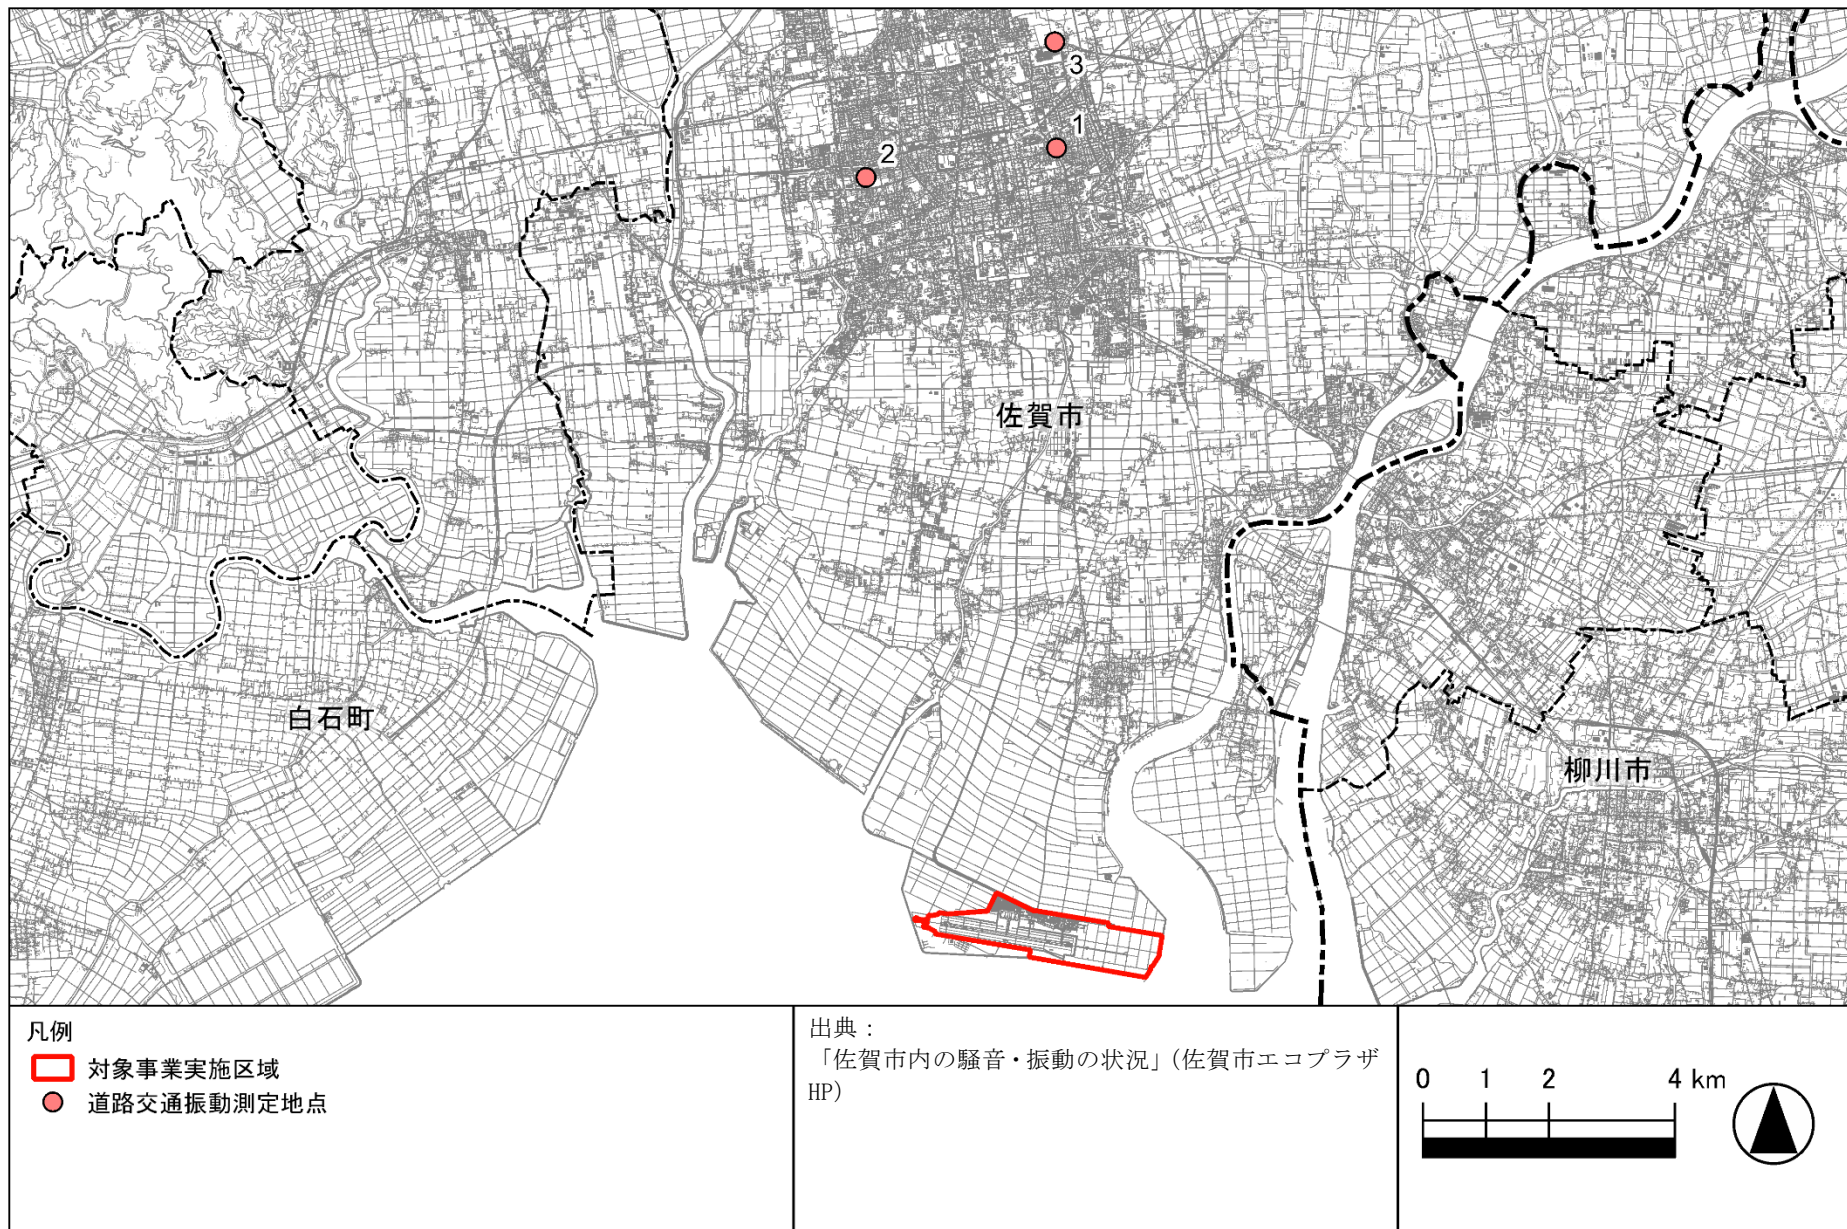 3
1
2
佐賀市
白石町
柳川市
凡例
対象事業実施区域
道路交通振動測定地点
出典：
「佐賀市内の騒音・振動の状況」（佐賀市エコプラザ
HP）
0 1 2 4 km